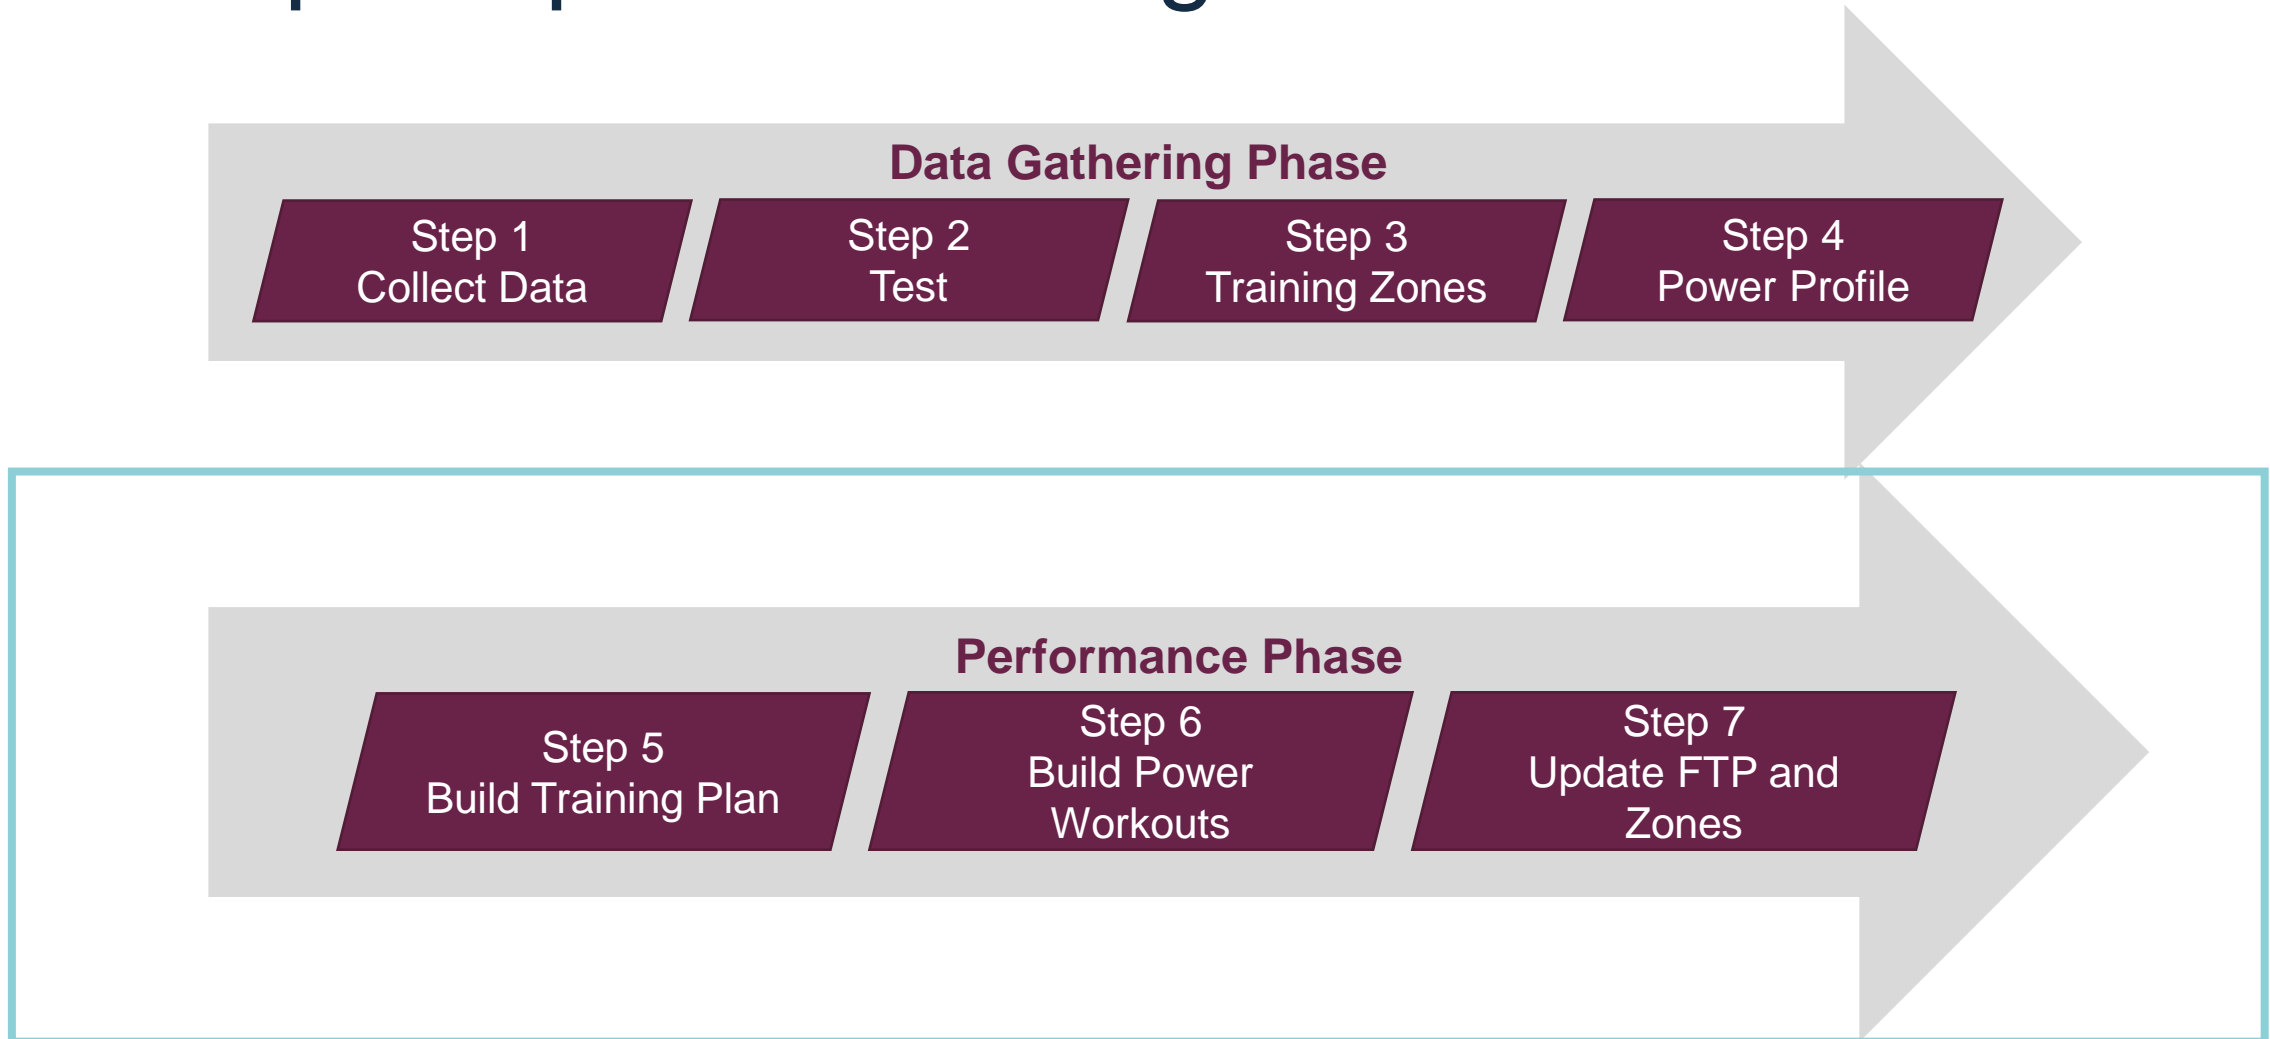 Data Gathering Phase
Step 1
Collect Data
Step 2
Test
Step 3
Training Zones
Step 4
Power Profile
Performance Phase
Step 5
Build Training Plan
Step 6
Build Power
Workouts
Step 7
Update FTP and
Zones